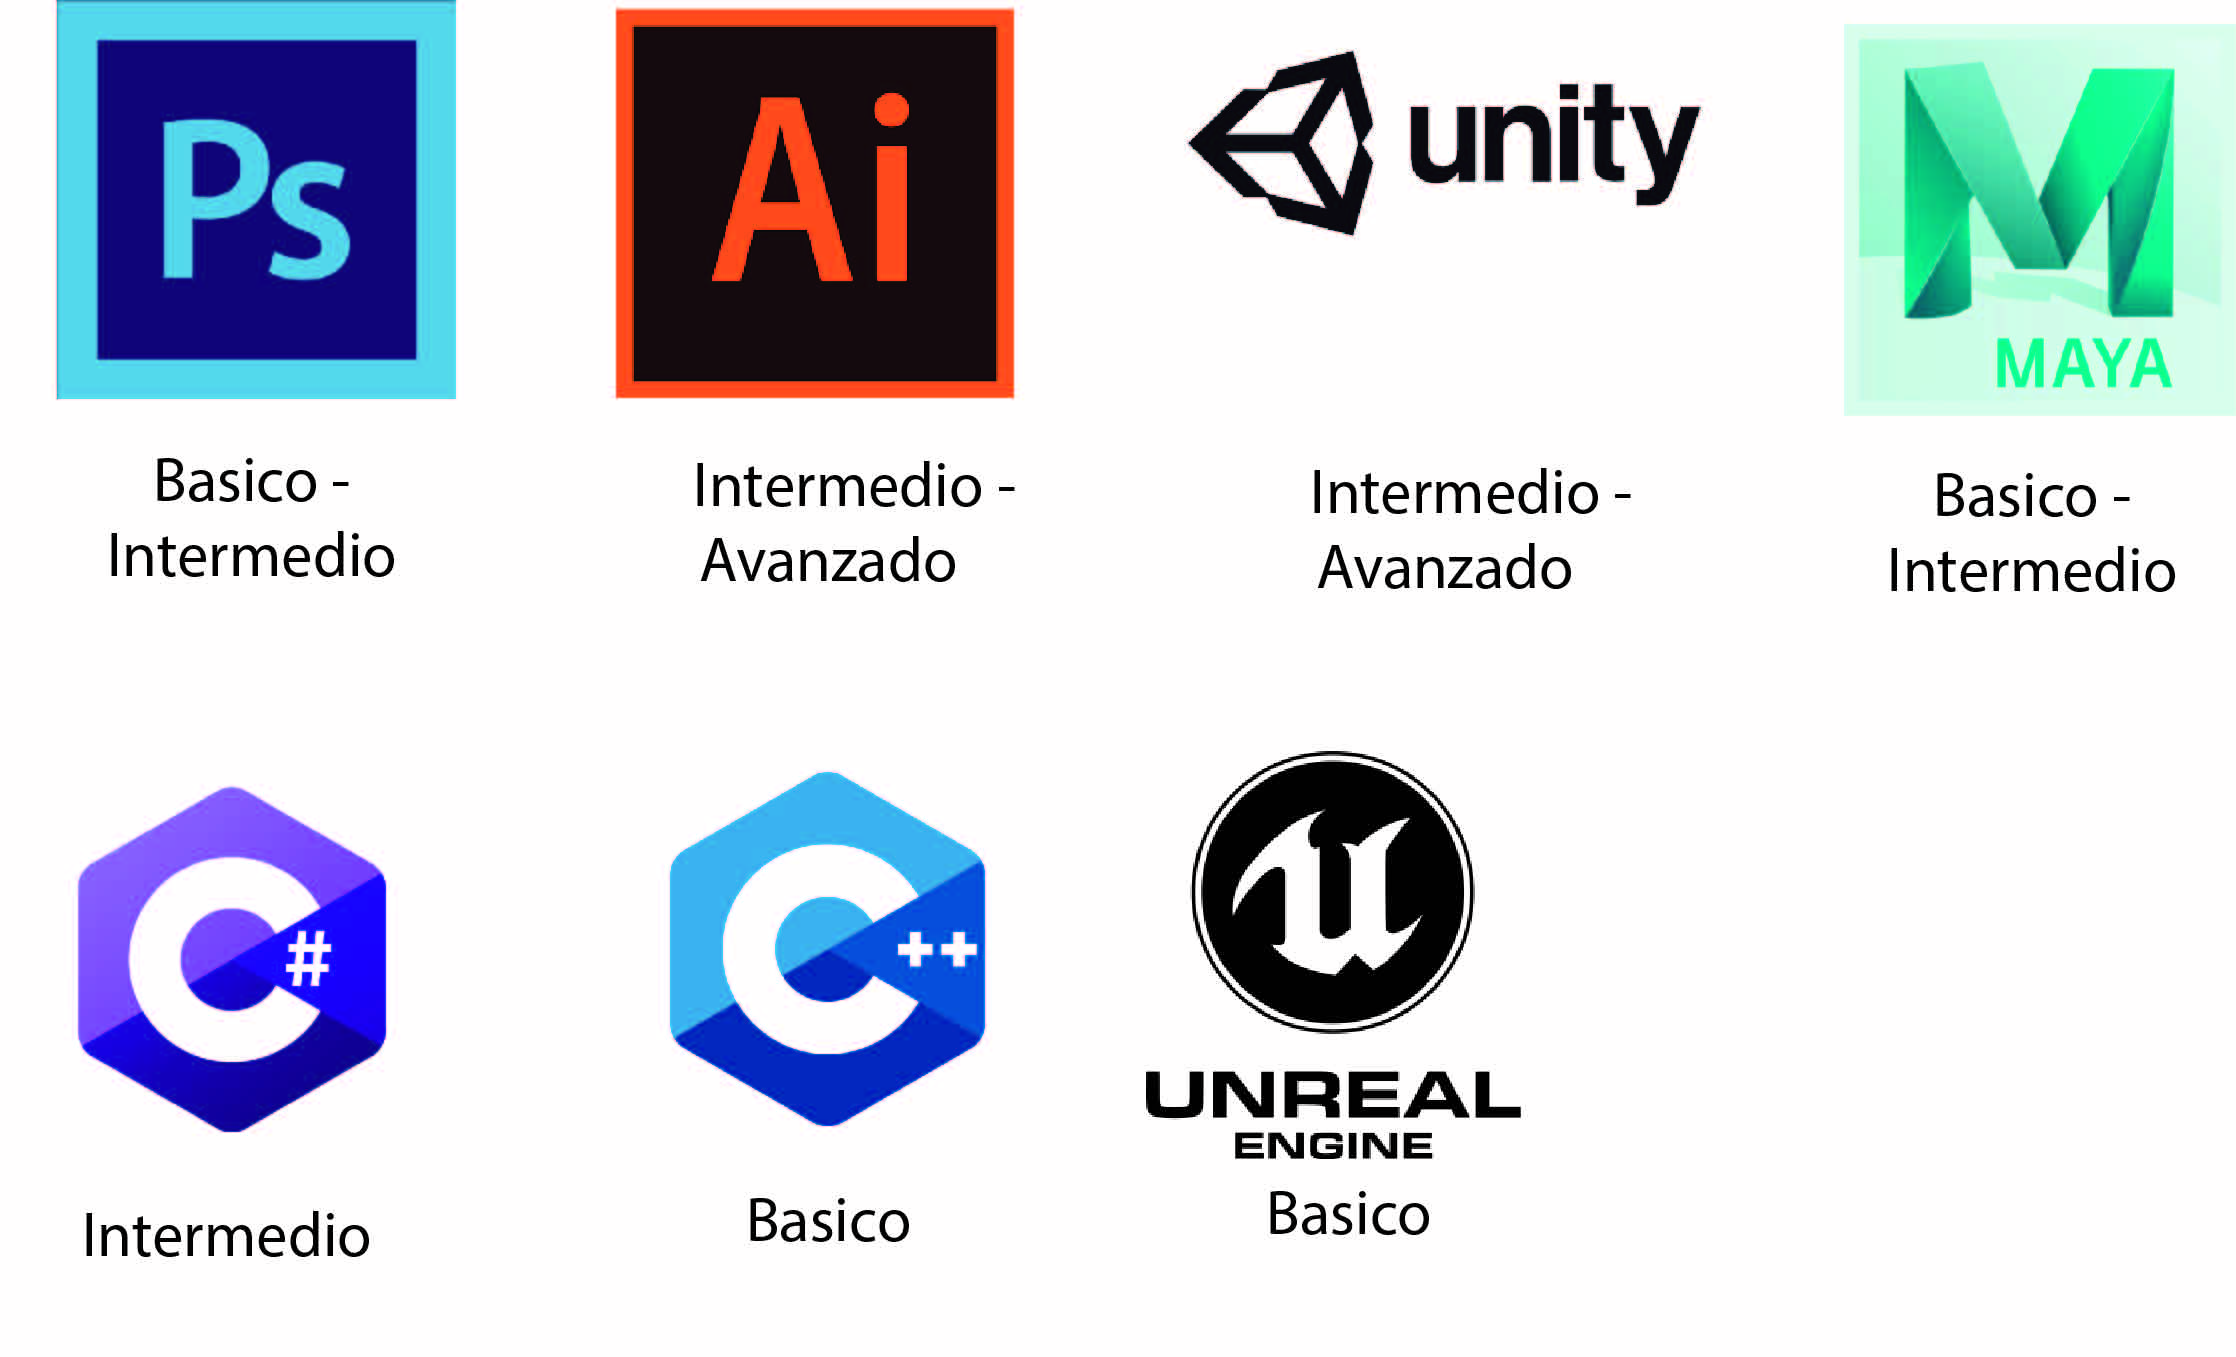 Ps
Ai
unity
MAYA
Basico -
Intermedio
Intermedio -
Avanzado
Intermedio -
Avanzado
Basico -
Intermedio
C#
C++
UNREAL
ENGINE
Intermedio
Basico
Basico